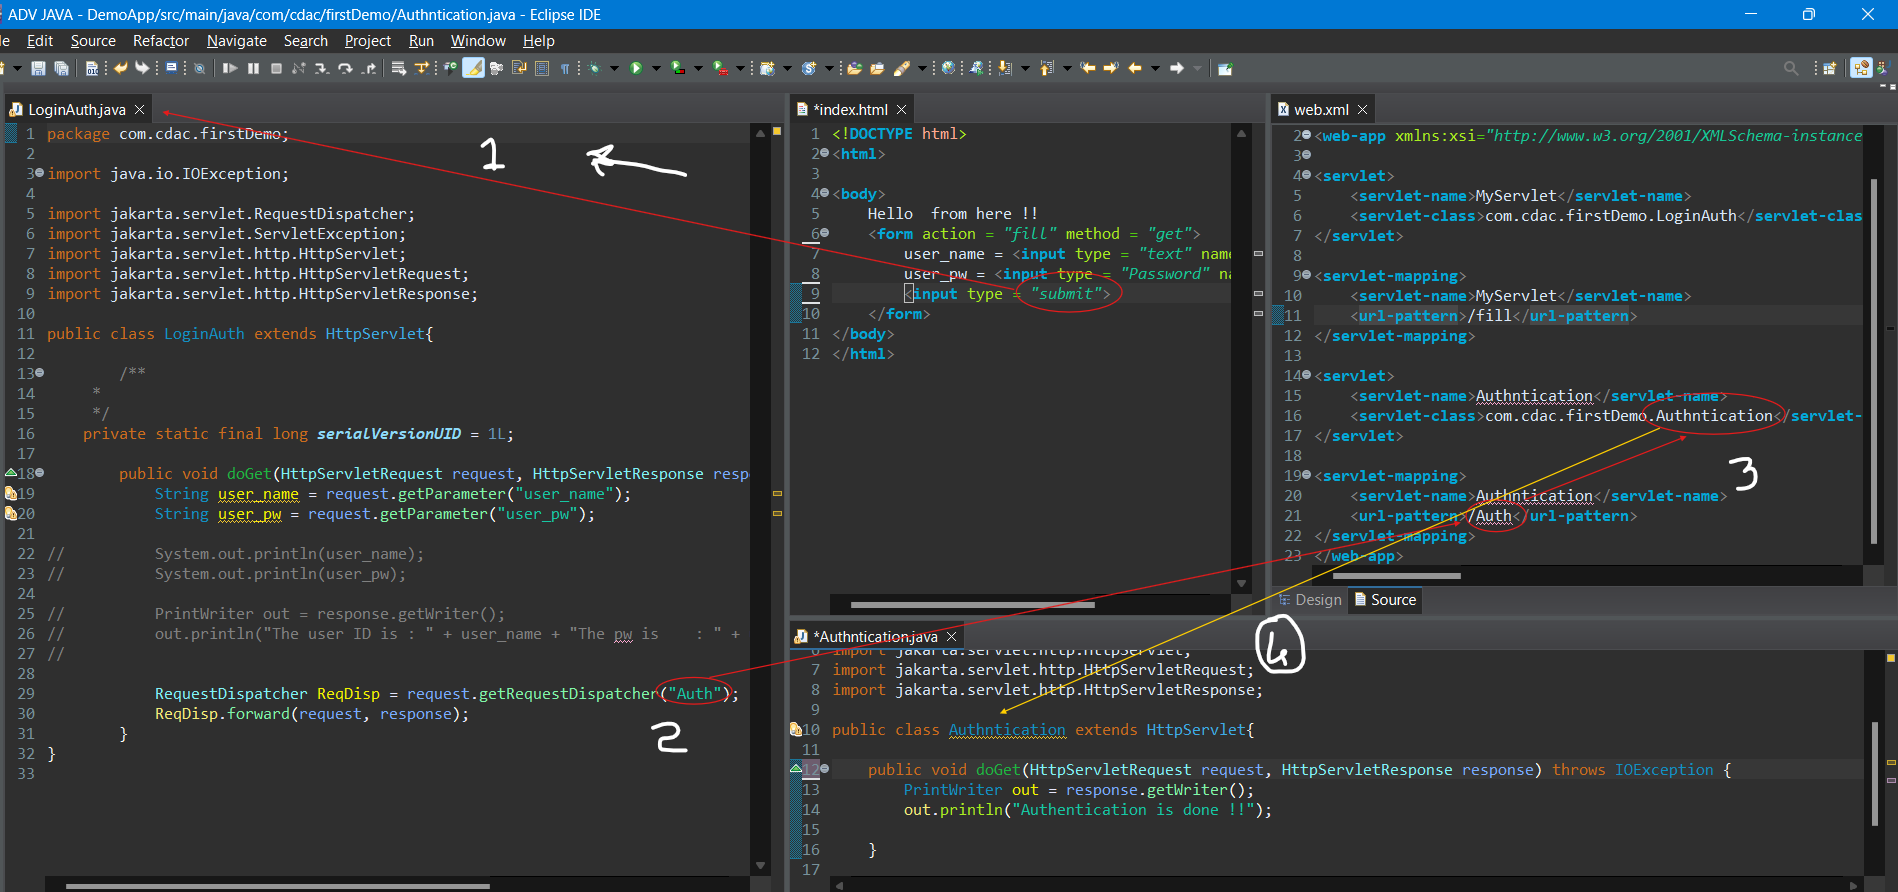 ADV JAVA - DemoApp/src/main/java/com/cdac/firstDemo/Authntication.java - Eclipse IDE
le Edit Source Refactor Navigate Search Project Run Window Help
LoginAuth.java
1 package com.cdac.firstDemo;
2
3 import java.io.IOException;
4
5 import jakarta.servlet.RequestDispatcher;
6 import jakarta.servlet.ServletException;
7 import jakarta.servlet.http.HttpServlet;
8 import jakarta.servlet.http.HttpServletRequest;
9 import jakarta.servlet.http.HttpServletResponse;
10
11 public class LoginAuth extends HttpServlet{
12
13 /**
14 *
15 */
16 private static final long serialVersionUID = 1L;
17
18 public void doGet(HttpServletRequest request, HttpServletResponse resp
19 String user_name = request.getParameter("user_name");
20 String user_pw = request.getParameter("user_pw");
21
22 // System.out.println(user_name);
23 // System.out.println(user_pw);
24
25 // PrintWriter out = response.getWriter();
26 // out.println("The user ID is : " + user_name + "The pw is : " +
27 //
28
29 RequestDispatcher ReqDisp = request.getRequestDispatcher("Auth");
30 ReqDisp.forward(request, response);
31 }
32 }
33
1
2
*index.html
1 <!DOCTYPE html>
2 <html>
3
4 <body>
5 Hello from here !!
6 <form action = "fill" method = "get">
7 user_name = <input type = "text" name
8 user_pw = <input type = "Password" na
9 <input type = "submit">
10 </form>
11 </body>
12 </html>
web.xml
2 <web-app xmlns:xsi="http://www.w3.org/2001/XMLSchema-instance
3
4 <servlet>
5 <servlet-name>MyServlet</servlet-name>
6 <servlet-class>com.cdac.firstDemo.LoginAuth</servlet-clas
7 </servlet>
8
9 <servlet-mapping>
10 <servlet-name>MyServlet</servlet-name>
11 <url-pattern>/fill</url-pattern>
12 </servlet-mapping>
13
14 <servlet>
15 <servlet-name>Authntication</servlet-name>
16 <servlet-class>com.cdac.firstDemo.Authntication</servlet-
17 </servlet>
18
19 <servlet-mapping>
20 <servlet-name>Authntication</servlet-name>
21 <url-pattern>/Auth</url-pattern>
22 </servlet-mapping>
23 </web-app>
3
Design Source
4
*Authntication.java
6 import jakarta.servlet.http.HttpServlet;
7 import jakarta.servlet.http.HttpServletRequest;
8 import jakarta.servlet.http.HttpServletResponse;
9
10 public class Authntication extends HttpServlet{
11
12 public void doGet(HttpServletRequest request, HttpServletResponse response) throws IOException {
13 PrintWriter out = response.getWriter();
14 out.println("Authentication is done !!");
15
16 }
17